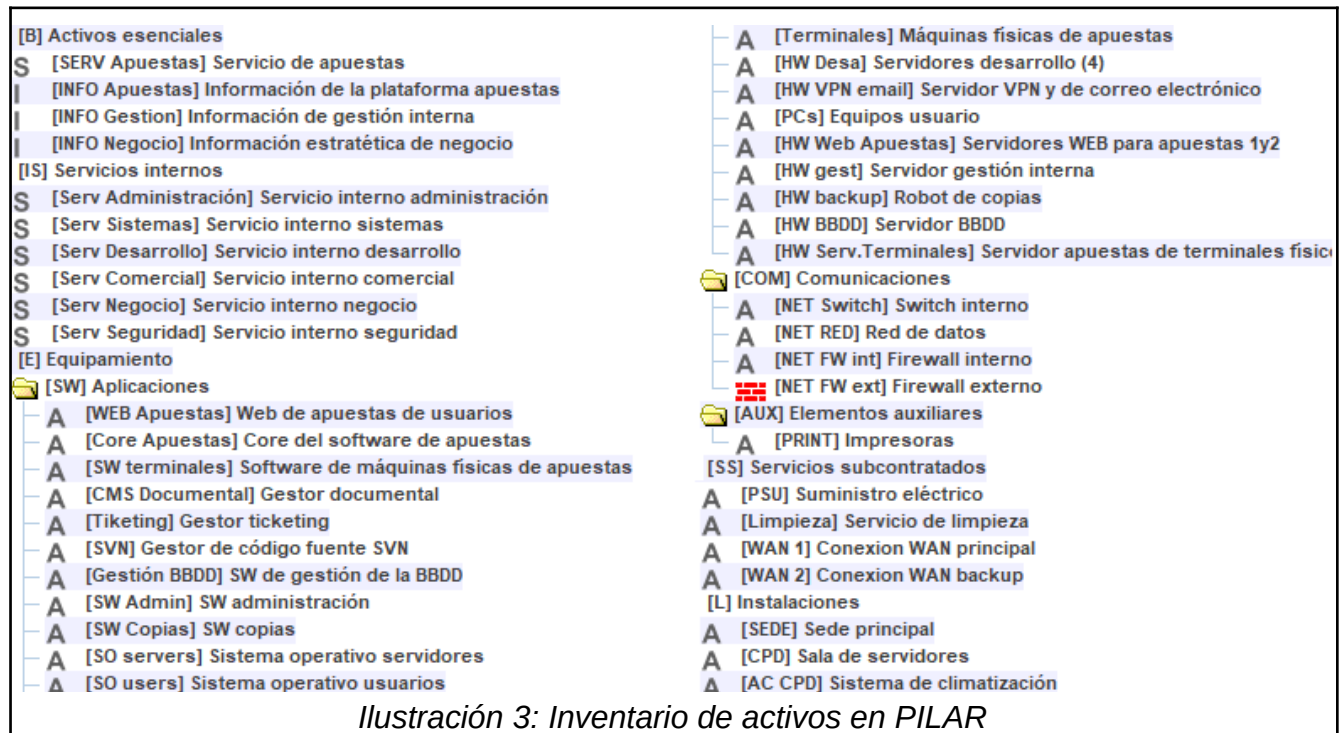 [B] Activos esenciales
S [SERV Apuestas] Servicio de apuestas
I [INFO Apuestas] Información de la plataforma apuestas
I [INFO Gestion] Información de gestión interna
I [INFO Negocio] Información estratética de negocio
[IS] Servicios internos
S [Serv Administración] Servicio interno administración
S [Serv Sistemas] Servicio interno sistemas
S [Serv Desarrollo] Servicio interno desarrollo
S [Serv Comercial] Servicio interno comercial
S [Serv Negocio] Servicio interno negocio
S [Serv Seguridad] Servicio interno seguridad
[E] Equipamiento
[SW] Aplicaciones
A [WEB Apuestas] Web de apuestas de usuarios
A [Core Apuestas] Core del software de apuestas
A [SW terminales] Software de máquinas físicas de apuestas
A [CMS Documental] Gestor documental
A [Tiketing] Gestor ticketing
A [SVN] Gestor de código fuente SVN
A [Gestión BBDD] SW de gestión de la BBDD
A [SW Admin] SW administración
A [SW Copias] SW copias
A [SO servers] Sistema operativo servidores
A [SO users] Sistema operativo usuarios
A [Terminales] Máquinas físicas de apuestas
A [HW Desa] Servidores desarrollo (4)
A [HW VPN email] Servidor VPN y de correo electrónico
A [PCs] Equipos usuario
A [HW Web Apuestas] Servidores WEB para apuestas 1y2
A [HW gest] Servidor gestión interna
A [HW backup] Robot de copias
A [HW BBDD] Servidor BBDD
A [HW Serv.Terminales] Servidor apuestas de terminales físic
[COM] Comunicaciones
A [NET Switch] Switch interno
A [NET RED] Red de datos
A [NET FW int] Firewall interno
[NET FW ext] Firewall externo
[AUX] Elementos auxiliares
A [PRINT] Impresoras
[SS] Servicios subcontratados
A [PSU] Suministro eléctrico
A [Limpieza] Servicio de limpieza
A [WAN 1] Conexion WAN principal
A [WAN 2] Conexion WAN backup
[L] Instalaciones
A [SEDE] Sede principal
A [CPD] Sala de servidores
A [AC CPD] Sistema de climatización
Ilustración 3: Inventario de activos en PILAR